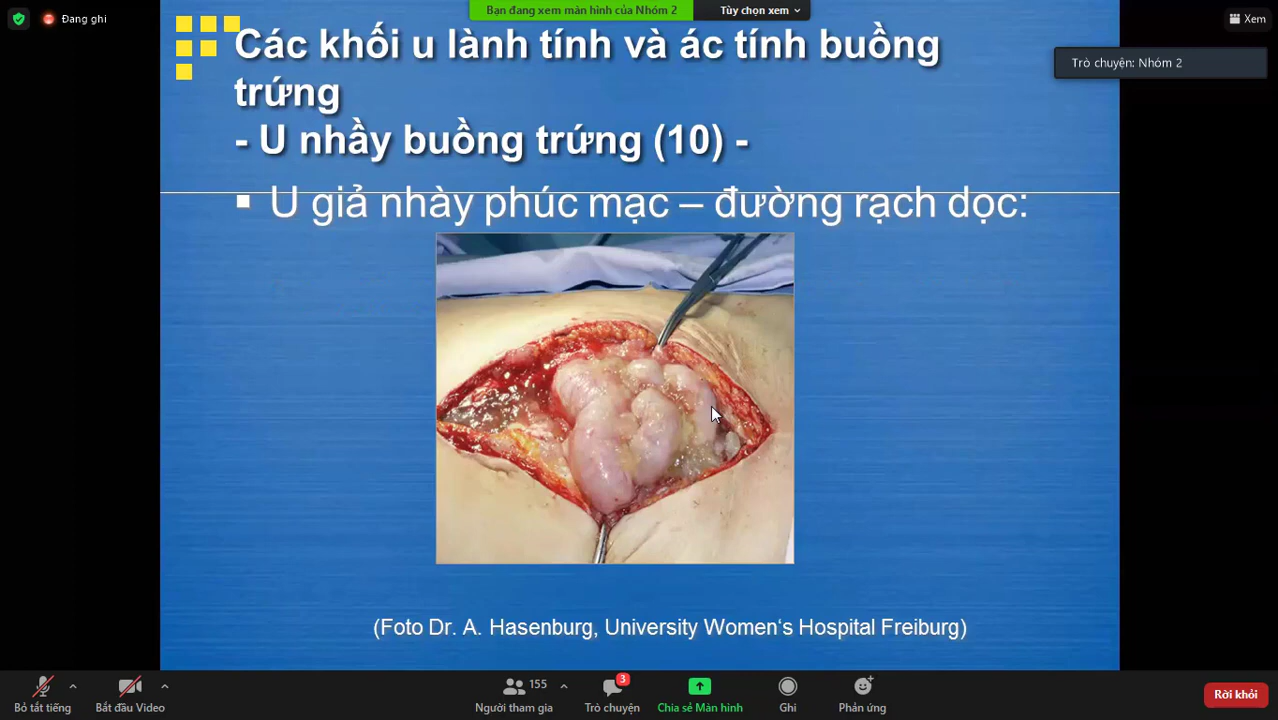 Đang ghi
Bạn đang xem màn hình của Nhóm 2
Tùy chọn xem
Xem
Trò chuyện: Nhóm 2
Các khối u lành tính và ác tính buồng
trứng
- U nhầy buồng trứng (10) -
U giả nhày phúc mạc – đường rạch dọc:
(Foto Dr. A. Hasenburg, University Women‘s Hospital Freiburg)
Bỏ tắt tiếng
Bắt đầu Video
155
Người tham gia
3
Trò chuyện
Chia sẻ Màn hình
Ghi
Phản ứng
Rời khỏi